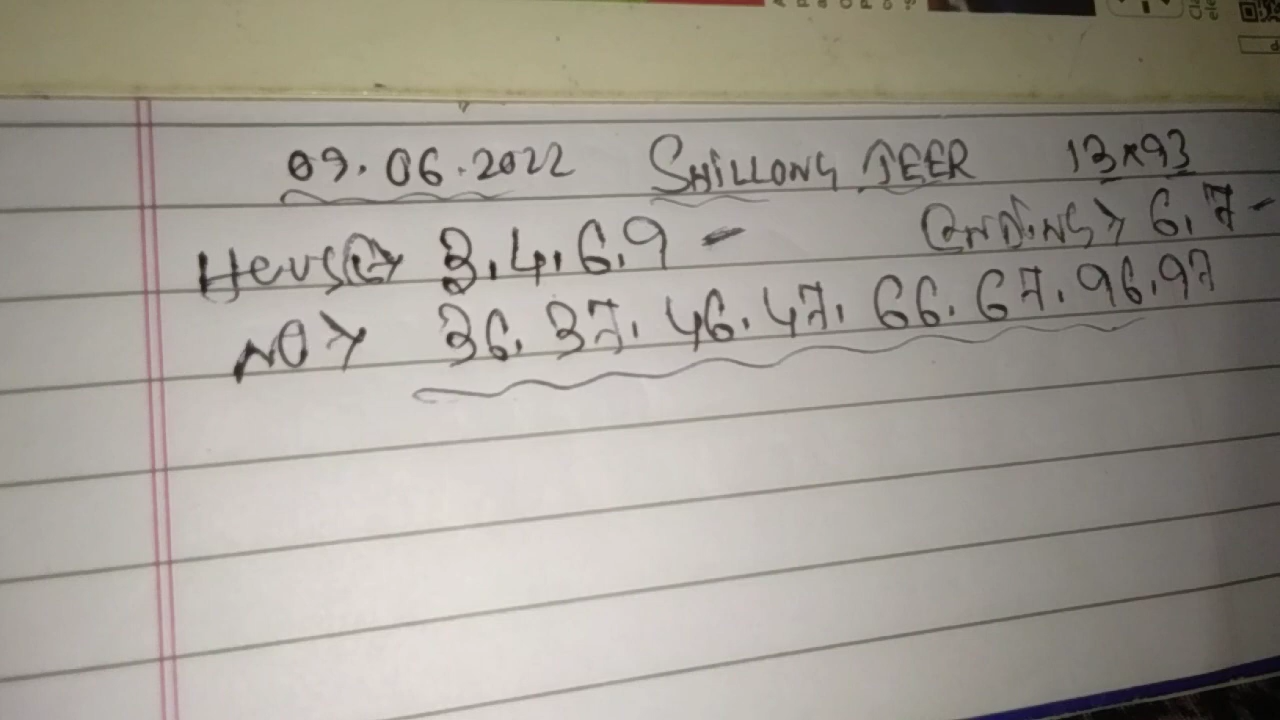 09.06.2022 SHiLLONG TEER 13×93
House> 3.4.6.9 - ENDiNG> 6.7-
NO> 36.37.46.47.66.67.96.97